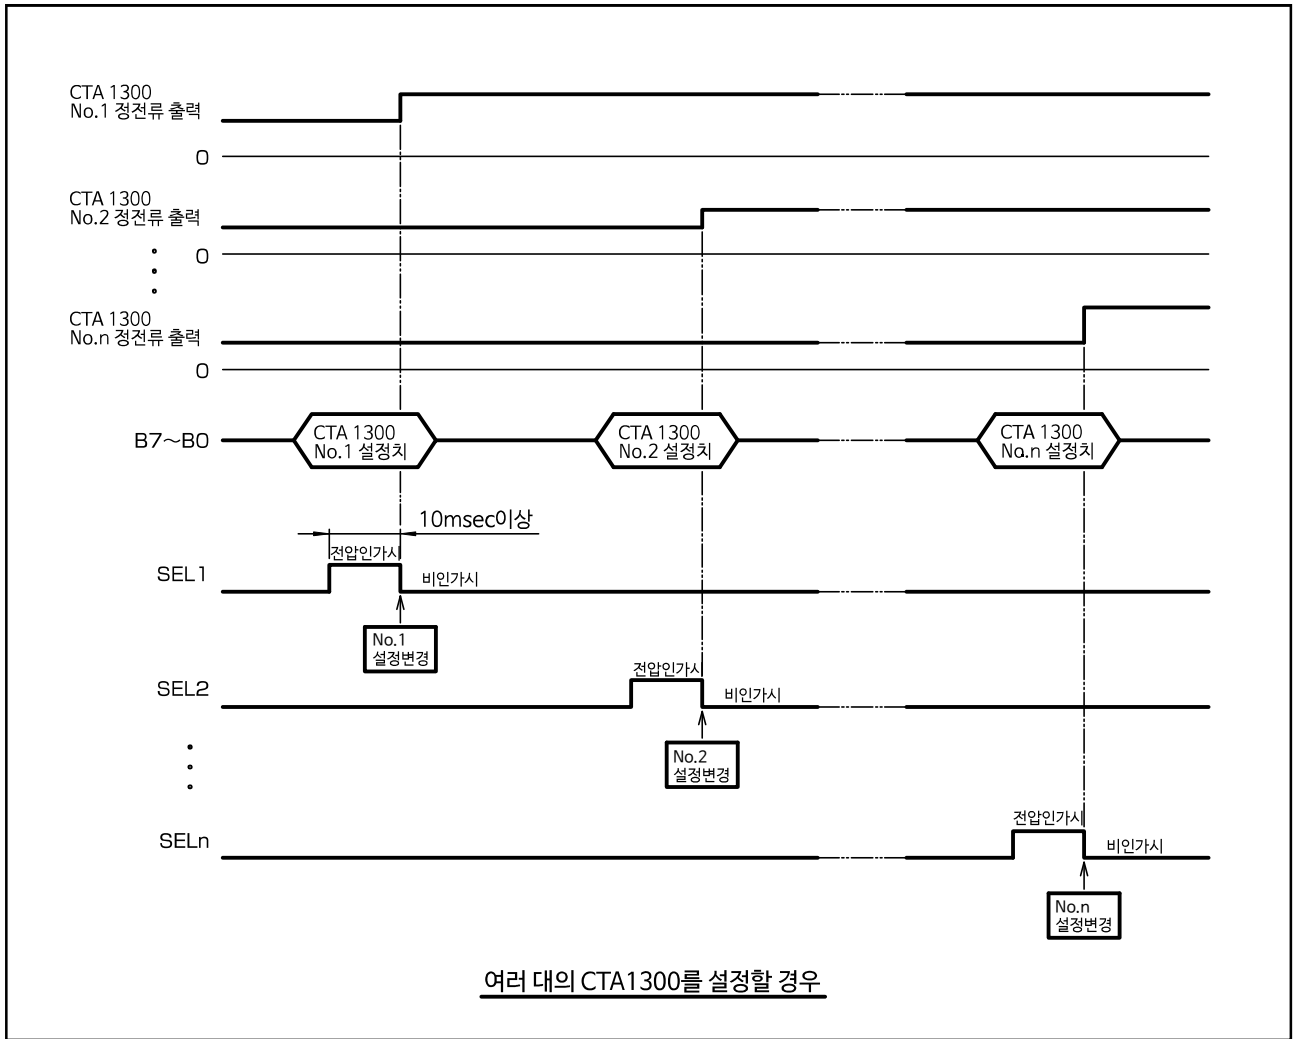 CTA 1300
No.1 정전류 출력
0
CTA 1300
No.2 정전류 출력
0
CTA 1300
No.n 정전류 출력
0
B7~B0
CTA 1300
No.1 설정치
CTA 1300
No.2 설정치
CTA 1300
No.n 설정치
10msec이상
전압인가시
SEL1
비인가시
No.1
설정변경
전압인가시
SEL2
비인가시
No.2
설정변경
전압인가시
SELn
비인가시
No.n
설정변경
여러 대의 CTA1300를 설정할 경우